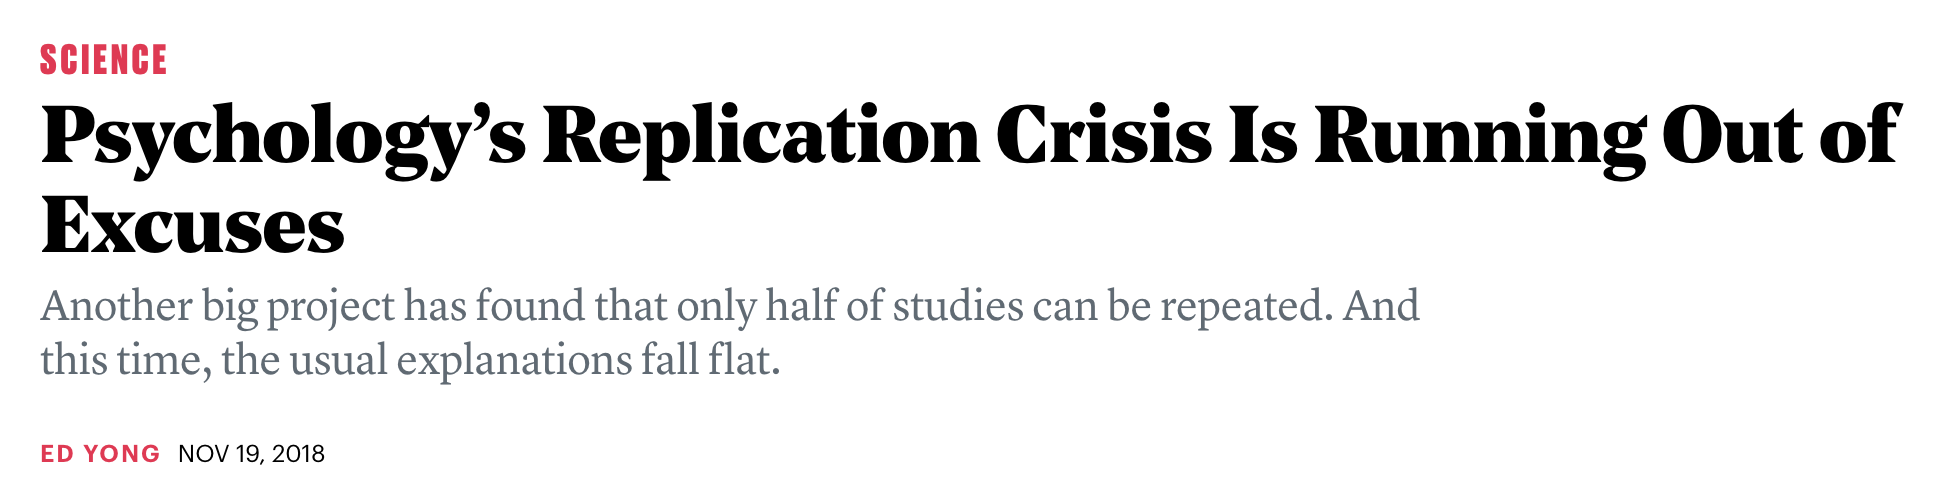 SCIENCE
Psychology’s Replication Crisis Is Running Out of
Excuses
Another big project has found that only half of studies can be repeated. And
this time, the usual explanations fall flat.
ED YONG NOV 19, 2018